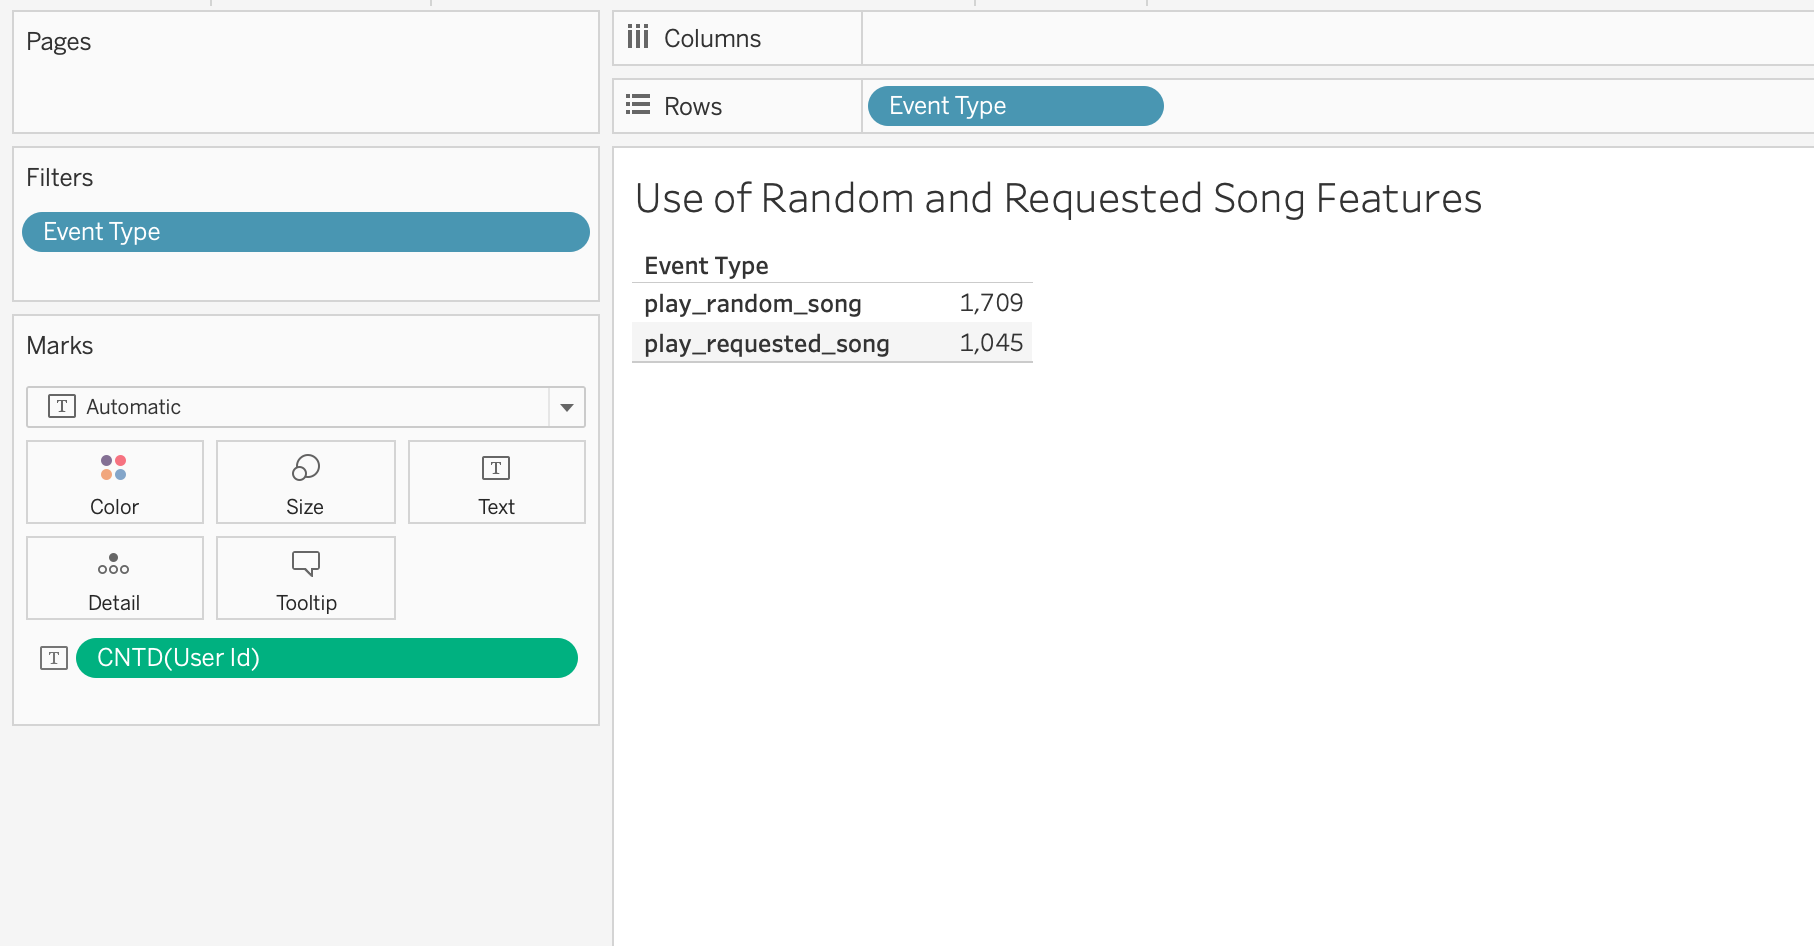 Pages
Filters
Event Type
Marks
T Automatic
Color Size T Text
Detail Tooltip
T CNTD(User Id)
Columns
Rows Event Type
Use of Random and Requested Song Features
Event Type
play_random_song 1,709
play_requested_song 1,045